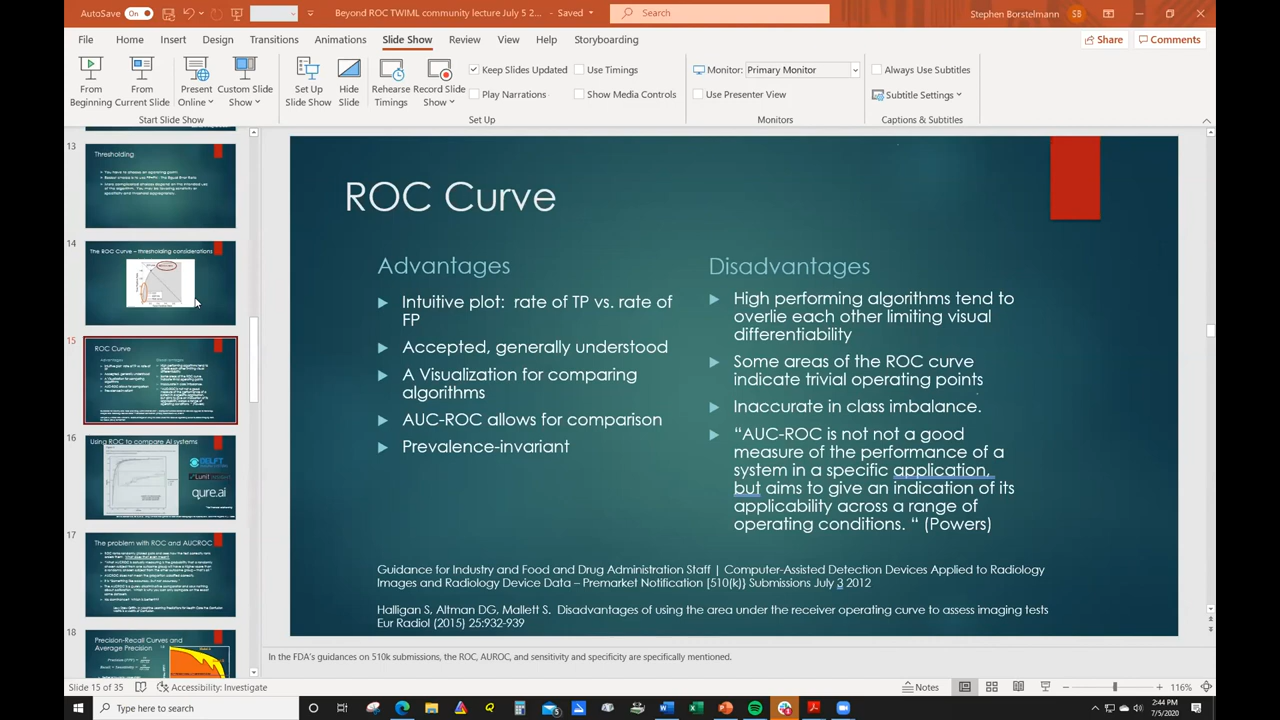 AutoSave On Beyond ROC TWIML community lecture July 5 2... - Saved Search Stephen Borstelmann SB
File Home Insert Design Transitions Animations Slide Show Review View Help Storyboarding Share Comments
From Beginning
From Current Slide
Present Online
Custom Slide Show
Start Slide Show
Set Up Slide Show
Hide Slide
Rehearse Timings
Record Slide Show
Keep Slides Updated
Use Timings
Play Narrations
Show Media Controls
Set Up
Monitor: Primary Monitor
Use Presenter View
Monitors
Always Use Subtitles
Subtitle Settings
Captions & Subtitles
13
Thresholding
14
The ROC Curve – thresholding considerations
15
ROC Curve
Advantages
Disadvantages
16
Using ROC to compare AI systems
DELFT
Lunit
qure.ai
17
The problem with ROC and AUCROC
18
Precision-Recall Curves and
Average Precision
ROC Curve
Advantages
Intuitive plot: rate of TP vs. rate of
FP
Accepted, generally understood
A Visualization for comparing
algorithms
AUC-ROC allows for comparison
Prevalence-invariant
Disadvantages
High performing algorithms tend to
overlie each other limiting visual
differentiability
Some areas of the ROC curve
indicate trivial operating points
Inaccurate in class imbalance.
“AUC-ROC is not not a good
measure of the performance of a
system in a specific application,
but aims to give an indication of its
applicability across a range of
operating conditions. “ (Powers)
Guidance for Industry and Food and Drug Administration Staff | Computer-Assisted Detection Devices Applied to Radiology
Images and Radiology Device Data – Premarket Notification [510(k)] Submissions July 3 2012
Halligan S, Altman DG, Mallett S. Disadvantages of using the area under the receiver operating curve to assess imaging tests
Eur Radiol (2015) 25:932-939
In the FDA's guidances on 510k submissions, the ROC, AUROC, and sensitivity and specificity are specifically mentioned.
Slide 15 of 35 Accessibility: Investigate Notes 116%
Type here to search
2:44 PM
7/5/2020